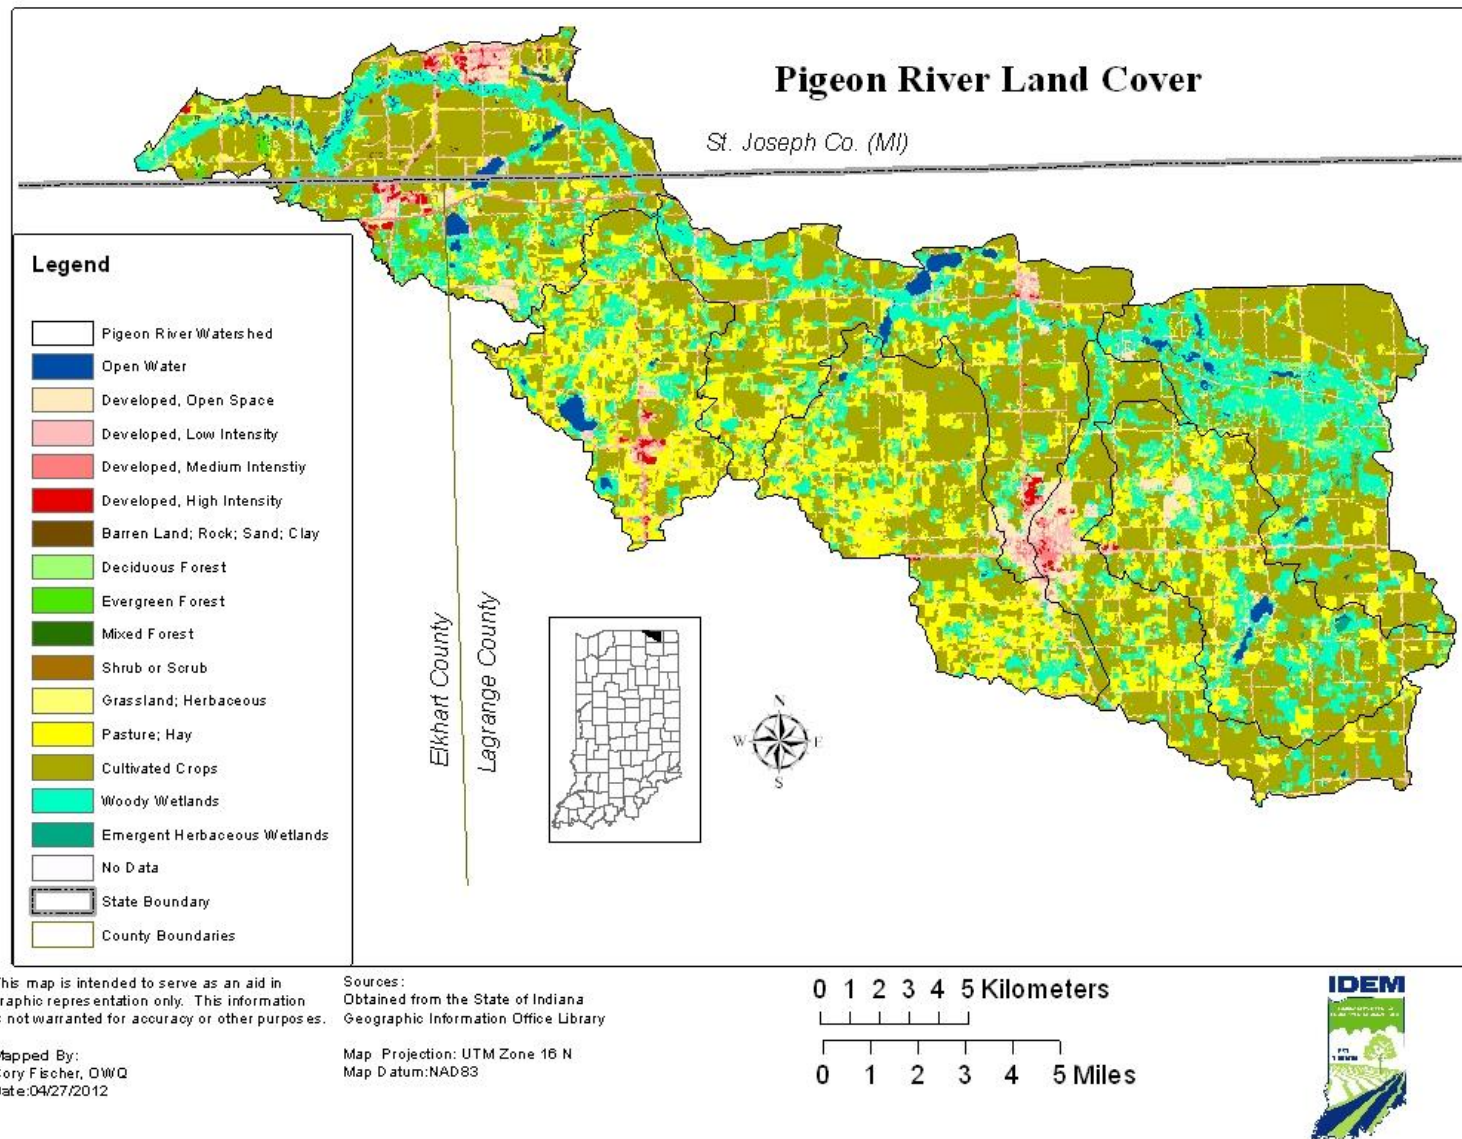 Pigeon River Land Cover
St. Joseph Co. (MI)
Legend
Pigeon River Watershed
Open Water
Developed, Open Space
Developed, Low Intensity
Developed, Medium Intenstiy
Developed, High Intensity
Barren Land; Rock; Sand; Clay
Deciduous Forest
Evergreen Forest
Mixed Forest
Shrub or Scrub
Grassland; Herbaceous
Pasture; Hay
Cultivated Crops
Woody Wetlands
Emergent Herbaceous Wetlands
No Data
State Boundary
County Boundaries
Elkhart County
Lagrange County
N
W E
S
his map is intended to serve as an aid in
raphic representation only. This information
not warranted for accuracy or other purposes.
Mapped By:
ory Fischer, OWQ
ate:04/27/2012
Sources:
Obtained from the State of Indiana
Geographic Information Office Library
Map Projection: UTM Zone 16 N
Map Datum:NAD83
0 1 2 3 4 5 Kilometers
0 1 2 3 4 5 Miles
IDEM